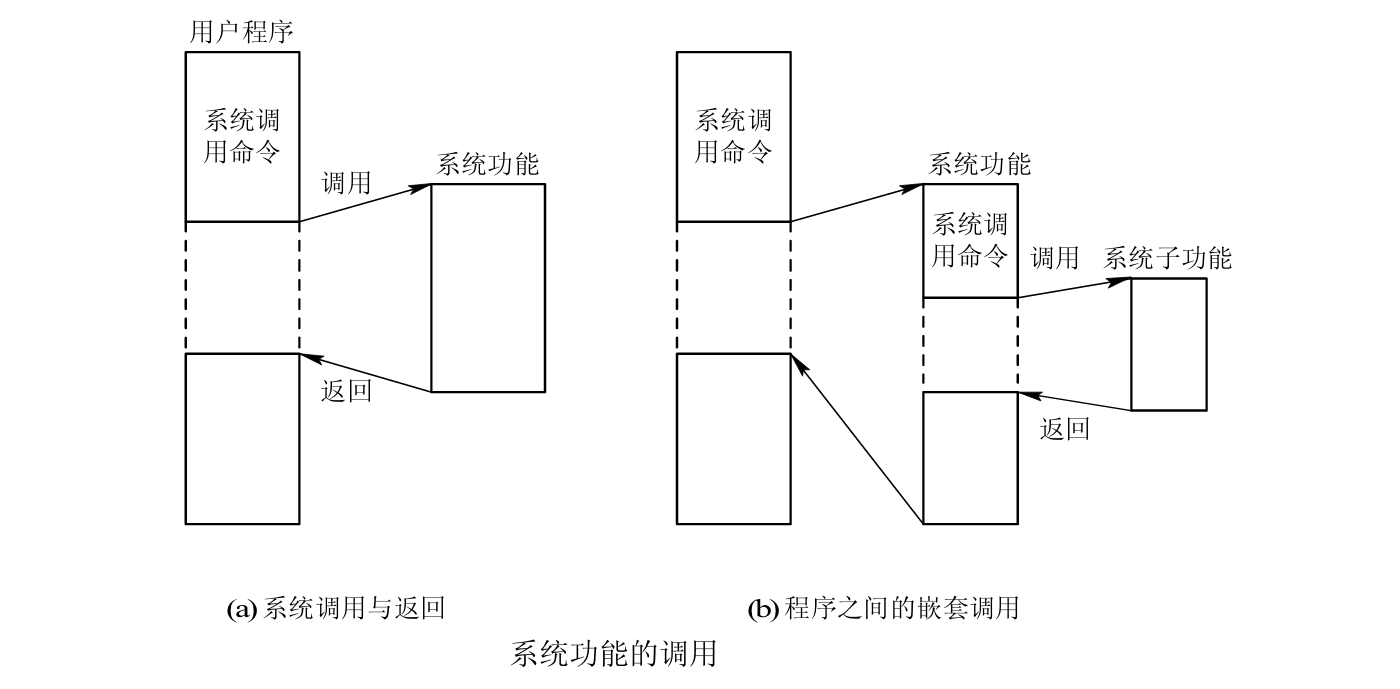 用户程序
系统调
用命令
调用
系统功能
返回
系统调
用命令
系统功能
系统调
用命令
调用
系统子功能
返回
(a) 系统调用与返回
(b) 程序之间的嵌套调用
系统功能的调用